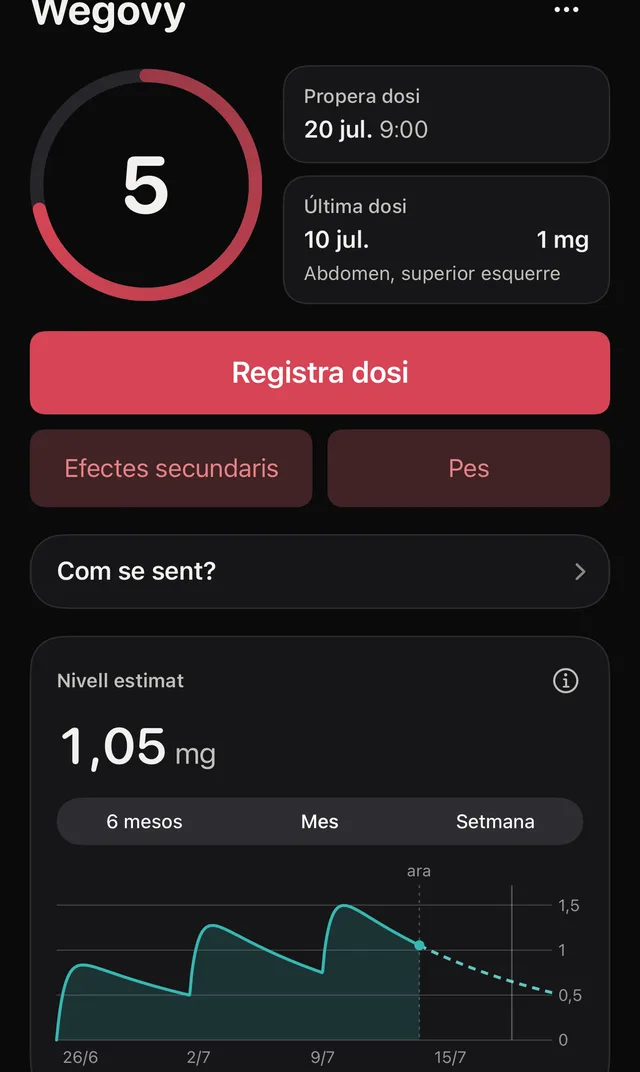 Wegovy
5
Propera dosi
20 jul. 9:00
Última dosi
10 jul. 1 mg
Abdomen, superior esquerre
Registra dosi
Efectes secundaris
Pes
Com se sent?
Nivell estimat
1,05 mg
6 mesos Mes Setmana
ara
1,5
1
0,5
0
26/6 2/7 9/7 15/7